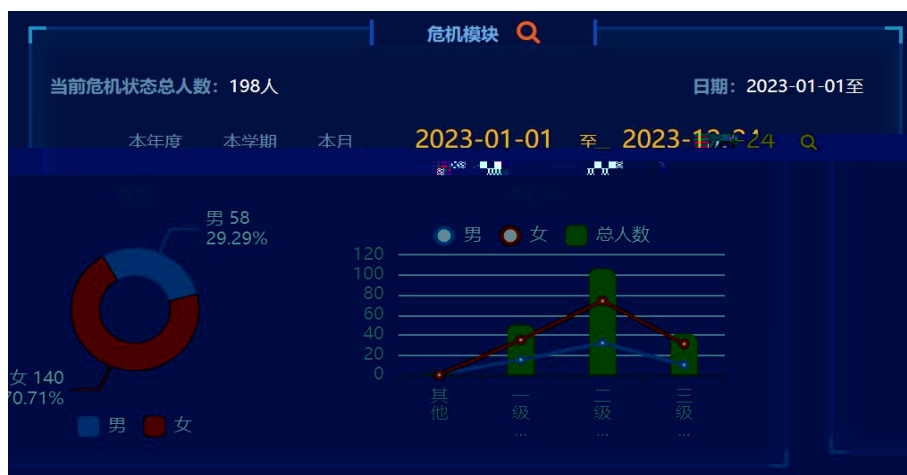 危机模块
当前危机状态总人数：198人
日期：2023-01-01至
本年度 本学期 本月 2023-01-01 至
男 58
29.29%
女 140
70.71%
男 女
男 女 总人数
120
100
80
60
40
20
0
其他
一级...
二级...
三级...